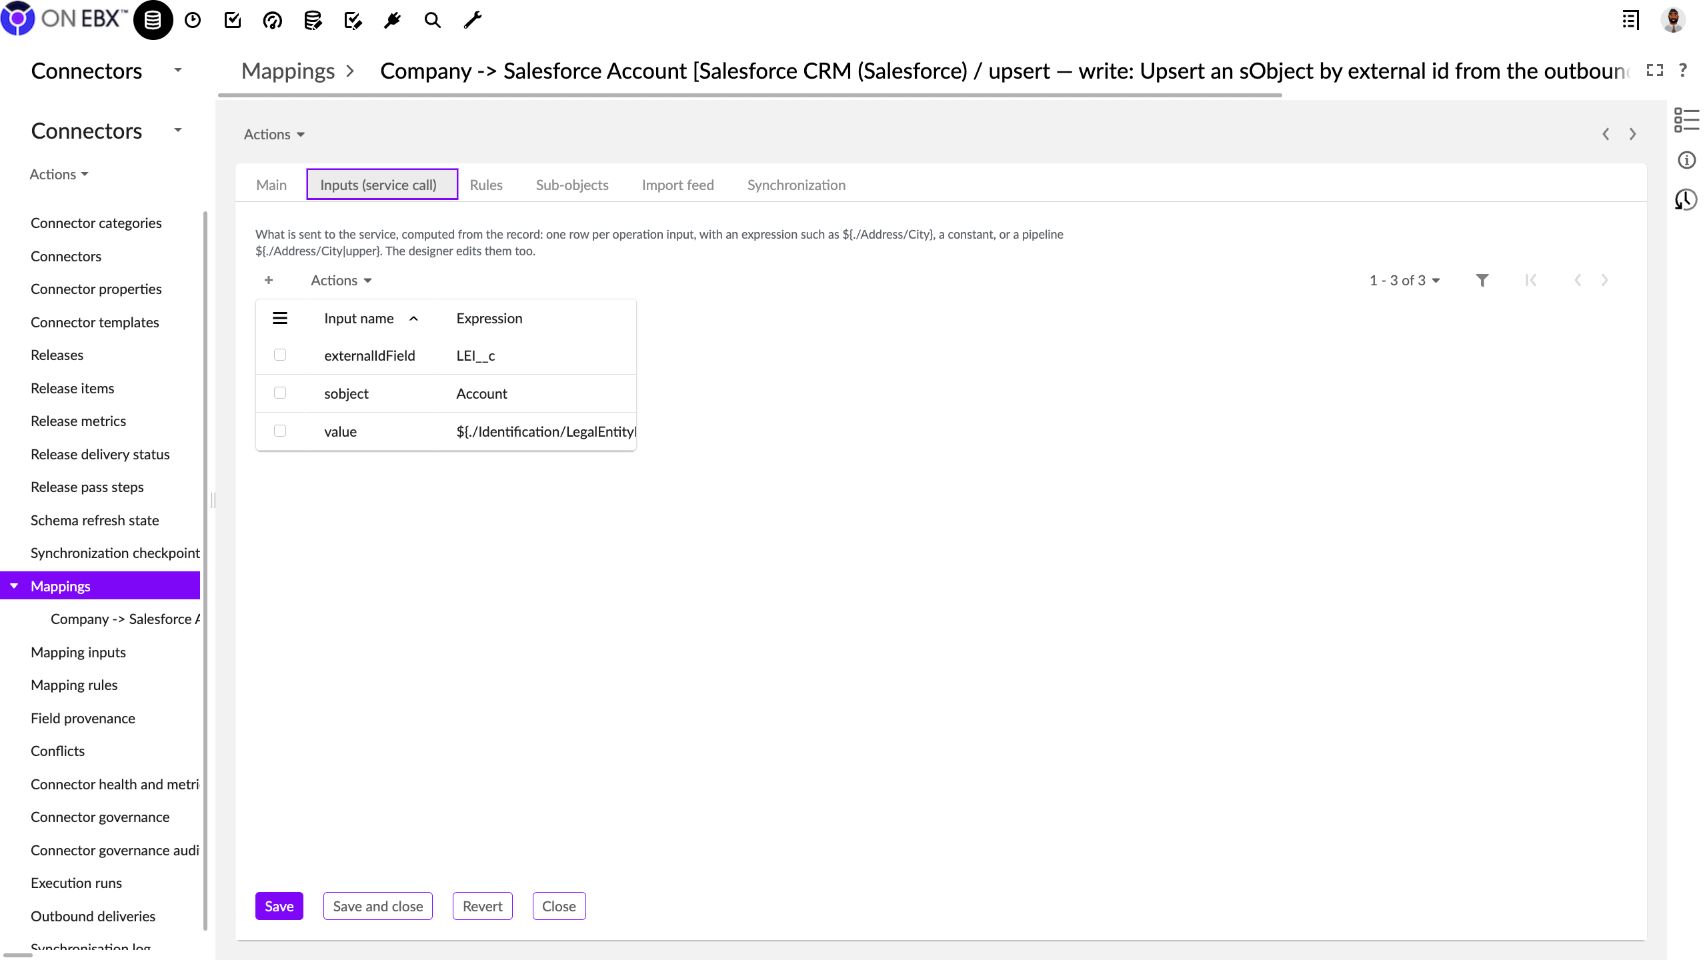 ON EBX™
Connectors
Mappings
Company -> Salesforce Account [Salesforce CRM (Salesforce) / upsert — write: Upsert an sObject by external id from the outboun
?
Connectors
Actions
Actions
Main
Inputs (service call)
Rules
Sub-objects
Import feed
Synchronization
What is sent to the service, computed from the record: one row per operation input, with an expression such as ${./Address/City}, a constant, or a pipeline
${./Address/City|upper}. The designer edits them too.
+
Actions
1 - 3 of 3
Input name
Expression
externalIdField
LEI__c
sobject
Account
value
${./Identification/LegalEntity
Connector categories
Connectors
Connector properties
Connector templates
Releases
Release items
Release metrics
Release delivery status
Release pass steps
Schema refresh state
Synchronization checkpoint
Mappings
Company -> Salesforce A
Mapping inputs
Mapping rules
Field provenance
Conflicts
Connector health and metri
Connector governance
Connector governance audi
Execution runs
Outbound deliveries
Synchronisation log
Save
Save and close
Revert
Close